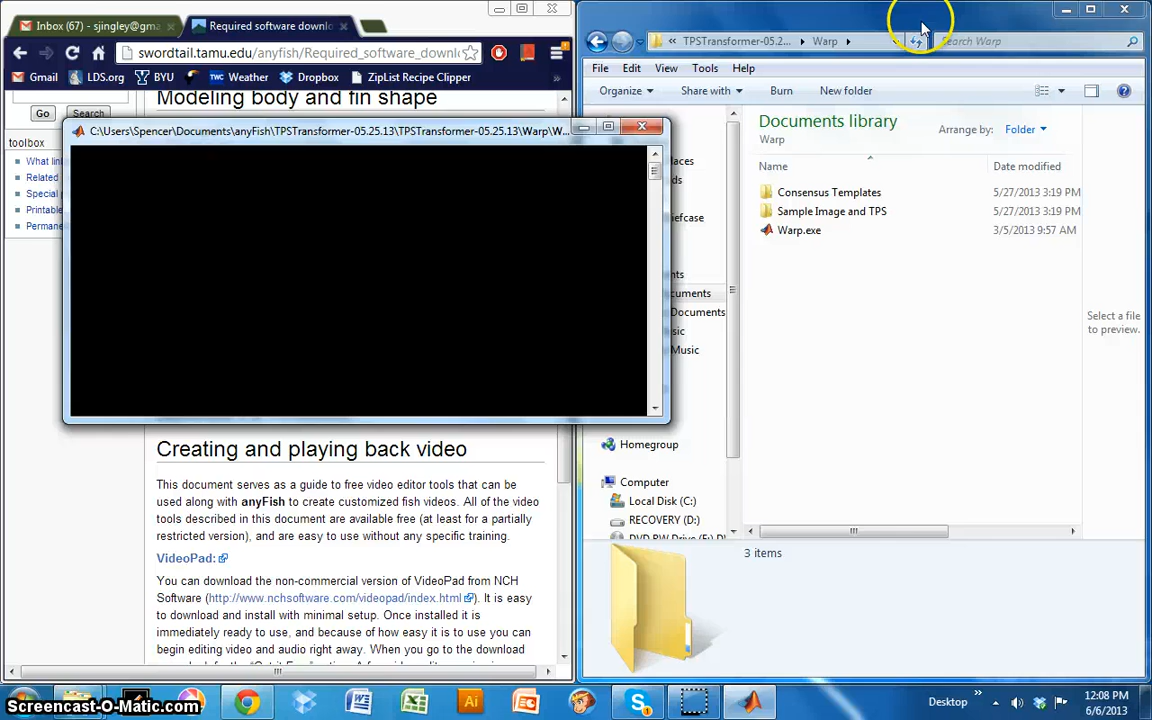 Inbox (67) - sjingley@gma
Required software downlo
swordtail.tamu.edu/anyfish/Required_software_downlo
Gmail
LDS.org
BYU
Weather
Dropbox
ZipList Recipe Clipper
»
Modeling body and fin shape
Go
Search
toolbox
What lin
Related
Special
Printable
Permane
C:\Users\Spencer\Documents\anyFish\TPSTransformer-05.25.13\TPSTransformer-05.25.13\Warp\W...
Creating and playing back video
This document serves as a guide to free video editor tools that can be
used along with anyFish to create customized fish videos. All of the video
tools described in this document are available free (at least for a partially
restricted version), and are easy to use without any specific training.
VideoPad:
You can download the non-commercial version of VideoPad from NCH
Software (http://www.nchsoftware.com/videopad/index.html). It is easy
to download and install with minimal setup. Once installed it is
immediately ready to use, and because of how easy it is to use you can
begin editing video and audio right away. When you go to the download
« TPSTransformer-05.2...
Warp
Search Warp
File Edit View Tools Help
Organize Share with Burn New folder
Documents library
Warp
Arrange by: Folder
Name
Date modified
Consensus Templates 5/27/2013 3:19 PM
Sample Image and TPS 5/27/2013 3:19 PM
Warp.exe 3/5/2013 9:57 AM
laces
ds
iefcase
nts
cuments
Documents
sic
Music
Homegroup
Computer
Local Disk (C:)
RECOVERY (D:)
Select a file
to preview.
3 items
Screencast-O-Matic.com
Desktop
»
12:08 PM
6/6/2013